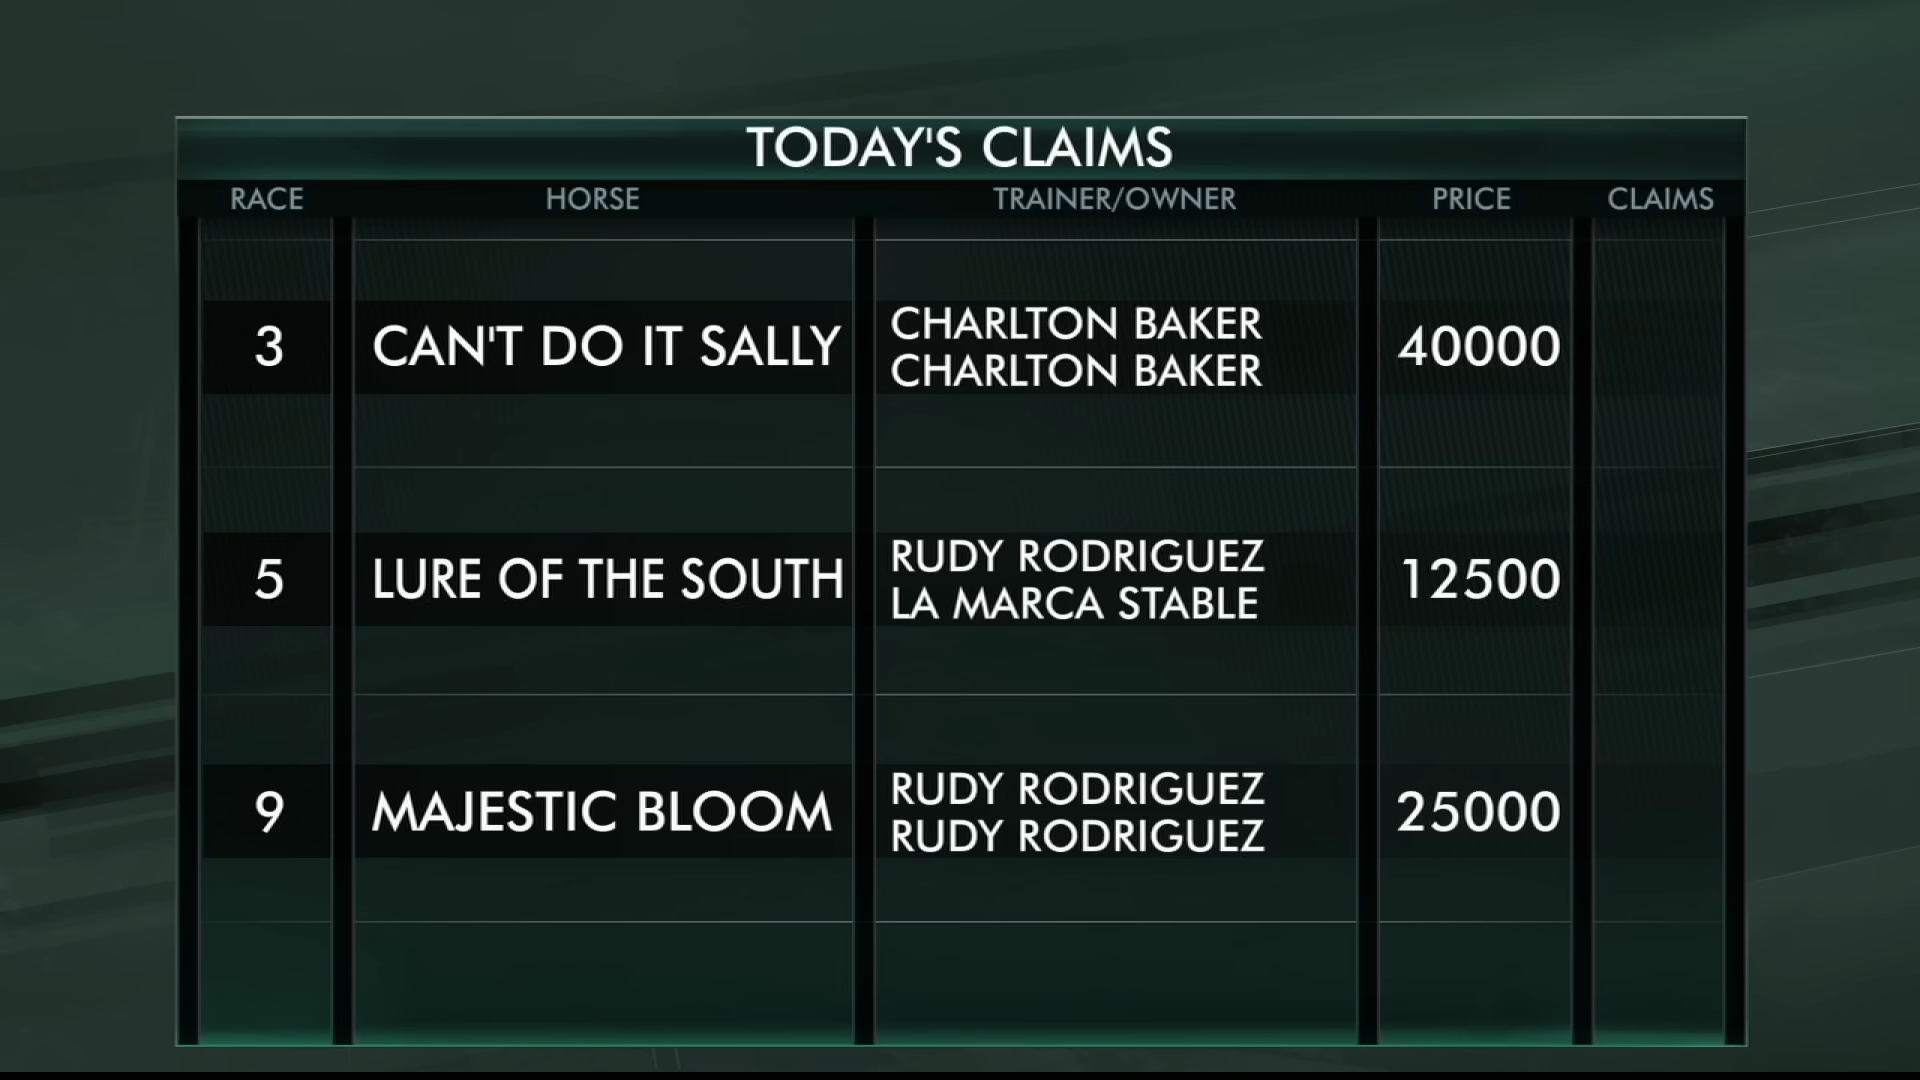 TODAY'S CLAIMS
RACE HORSE TRAINER/OWNER PRICE CLAIMS
3 CAN'T DO IT SALLY CHARLTON BAKER 40000
CHARLTON BAKER
5 LURE OF THE SOUTH RUDY RODRIGUEZ 12500
LA MARCA STABLE
9 MAJESTIC BLOOM RUDY RODRIGUEZ 25000
RUDY RODRIGUEZ